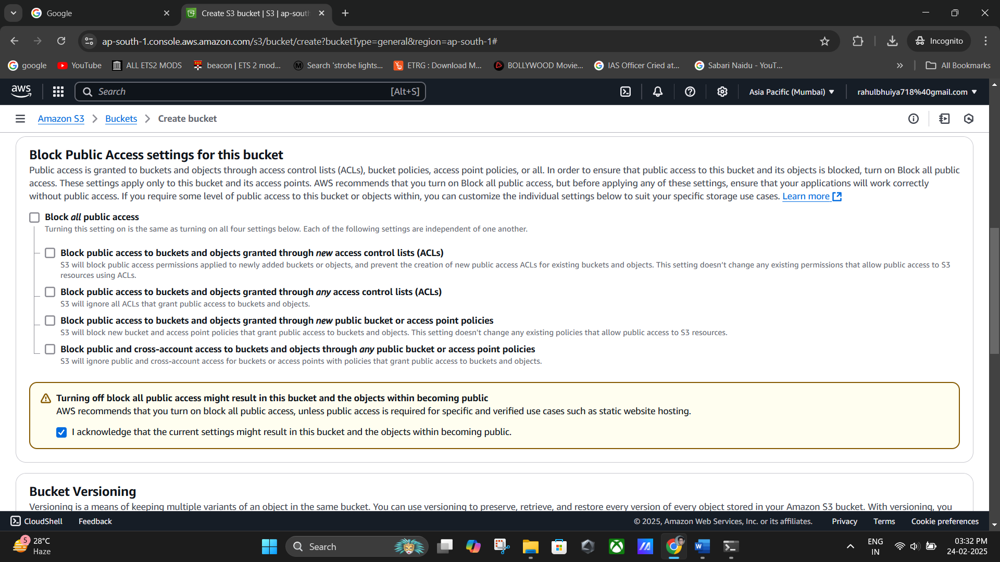 Google
Create S3 bucket | S3 | ap-south
ap-south-1.console.aws.amazon.com/s3/bucket/create?bucketType=general&region=ap-south-1#
Incognito
google
YouTube
ALL ETS2 MODS
beacon | ETS 2 mod...
Search 'strobe lights...
ETRG : Download M...
BOLLYWOOD Movie...
IAS Officer Cried at...
Sabari Naidu - YouT...
All Bookmarks
aws
Search
[Alt+S]
Asia Pacific (Mumbai)
rahulbhuiya718%40gmail.com
Amazon S3
Buckets
Create bucket
Block Public Access settings for this bucket
Public access is granted to buckets and objects through access control lists (ACLs), bucket policies, access point policies, or all. In order to ensure that public access to this bucket and its objects is blocked, turn on Block all public
access. These settings apply only to this bucket and its access points. AWS recommends that you turn on Block all public access, but before applying any of these settings, ensure that your applications will work correctly
without public access. If you require some level of public access to this bucket or objects within, you can customize the individual settings below to suit your specific storage use cases. Learn more
Block all public access
Turning this setting on is the same as turning on all four settings below. Each of the following settings are independent of one another.
Block public access to buckets and objects granted through new access control lists (ACLs)
S3 will block public access permissions applied to newly added buckets or objects, and prevent the creation of new public access ACLs for existing buckets and objects. This setting doesn't change any existing permissions that allow public access to S3
resources using ACLs.
Block public access to buckets and objects granted through any access control lists (ACLs)
S3 will ignore all ACLs that grant public access to buckets and objects.
Block public access to buckets and objects granted through new public bucket or access point policies
S3 will block new bucket and access point policies that grant public access to buckets and objects. This setting doesn't change any existing policies that allow public access to S3 resources.
Block public and cross-account access to buckets and objects through any public bucket or access point policies
S3 will ignore public and cross-account access for buckets or access points with policies that grant public access to buckets and objects.
Turning off block all public access might result in this bucket and the objects within becoming public
AWS recommends that you turn on block all public access, unless public access is required for specific and verified use cases such as static website hosting.
I acknowledge that the current settings might result in this bucket and the objects within becoming public.
Bucket Versioning
Versioning is a means of keeping multiple variants of an object in the same bucket. You can use versioning to preserve, retrieve, and restore every version of every object stored in your Amazon S3 bucket. With versioning, you
CloudShell
Feedback
© 2025, Amazon Web Services, Inc. or its affiliates.
Privacy
Terms
Cookie preferences
5
28°C
Haze
Search
ENG
IN
03:32 PM
24-02-2025